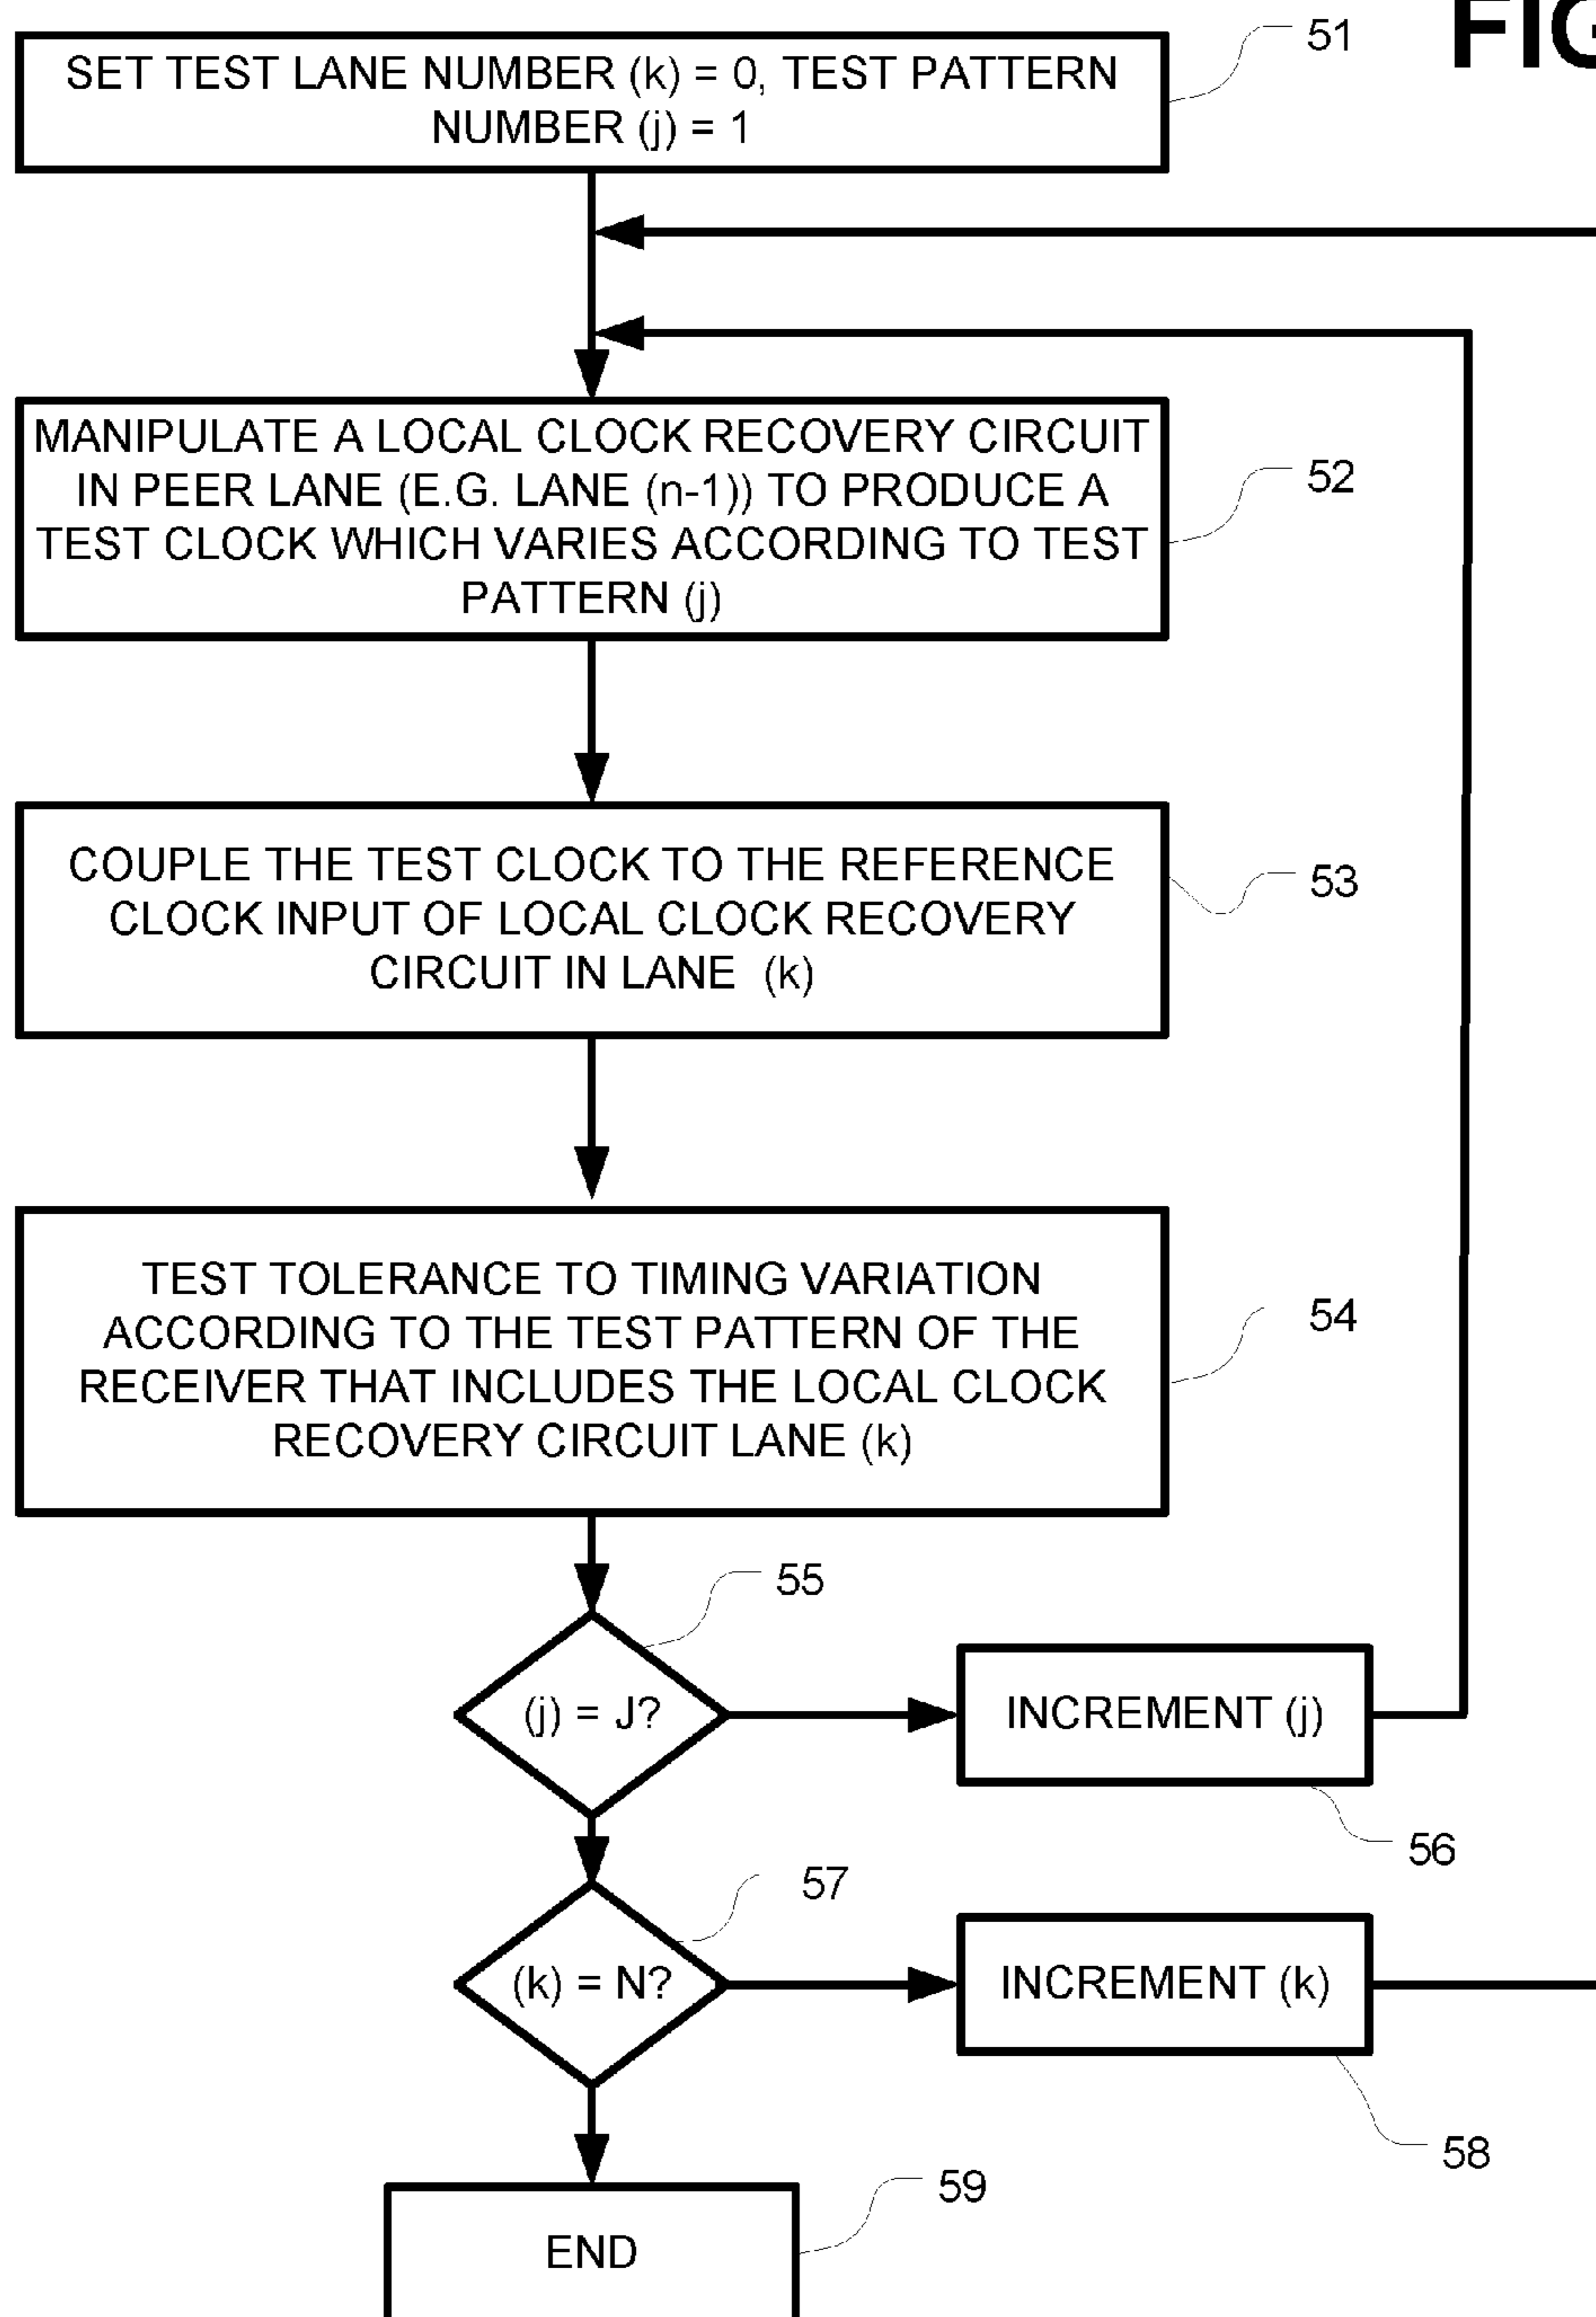 FIG
51
SET TEST LANE NUMBER (k) = 0, TEST PATTERN
NUMBER (j) = 1
MANIPULATE A LOCAL CLOCK RECOVERY CIRCUIT
IN PEER LANE (E.G. LANE (n-1)) TO PRODUCE A
TEST CLOCK WHICH VARIES ACCORDING TO TEST
PATTERN (j)
52
COUPLE THE TEST CLOCK TO THE REFERENCE
CLOCK INPUT OF LOCAL CLOCK RECOVERY
CIRCUIT IN LANE (k)
53
TEST TOLERANCE TO TIMING VARIATION
ACCORDING TO THE TEST PATTERN OF THE
RECEIVER THAT INCLUDES THE LOCAL CLOCK
RECOVERY CIRCUIT LANE (k)
54
55
(j) = J?
INCREMENT (j)
56
57
(k) = N?
INCREMENT (k)
58
59
END